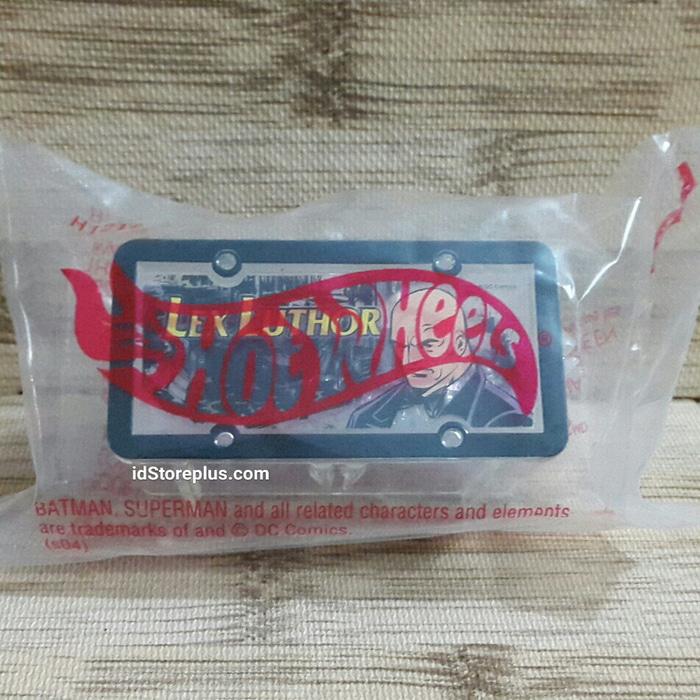 LEX LUTHOR
HOT WHEELS
idStoreplus.com
BATMAN, SUPERMAN and all related characters and elements
are trademarks of and © DC Comics.
(s04)